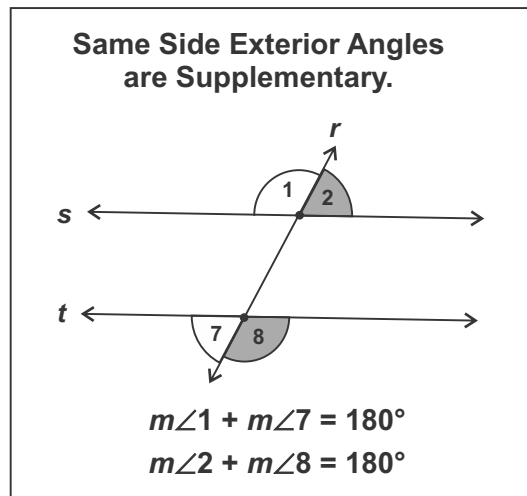 Same Side Exterior Angles
are Supplementary.
r
1
2
s
t
7
8
m∠1 + m∠7 = 180°
m∠2 + m∠8 = 180°